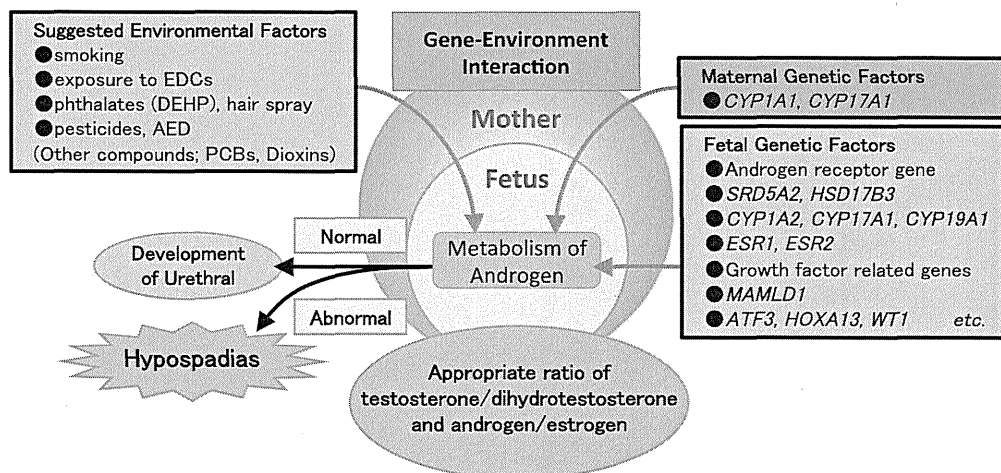 Suggested Environmental Factors
●smoking
●exposure to EDCs
●phthalates (DEHP), hair spray
●pesticides, AED
(Other compounds; PCBs, Dioxins)
Gene-Environment
Interaction
Mother
Fetus
Maternal Genetic Factors
●CYP1A1, CYP17A1
Fetal Genetic Factors
●Androgen receptor gene
●SRD5A2, HSD17B3
●CYP1A2, CYP17A1, CYP19A1
●ESR1, ESR2
●Growth factor related genes
●MAMLD1
●ATF3, HOXA13, WT1 etc.
Metabolism of
Androgen
Normal
Development
of Urethral
Abnormal
Hypospadias
Appropriate ratio of
testosterone/dihydrotestosterone
and androgen/estrogen